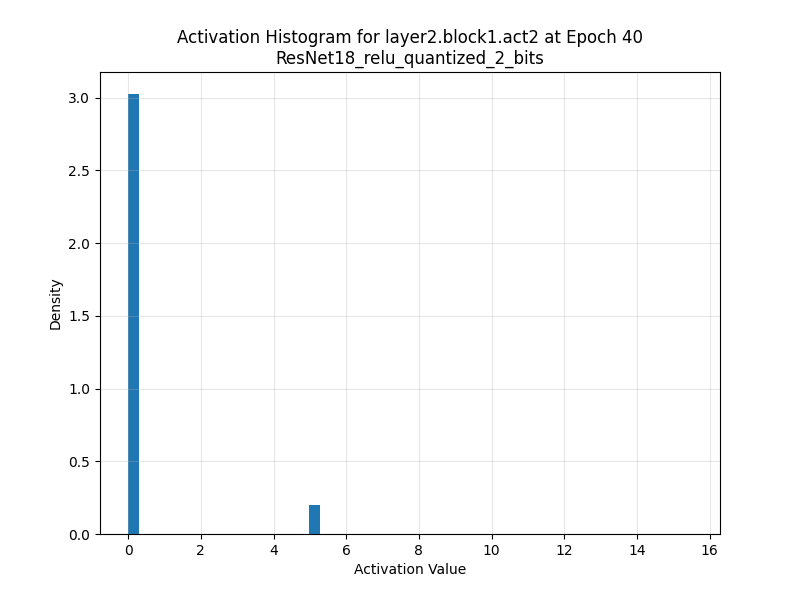 Activation Histogram for layer2.block1.act2 at Epoch 40
ResNet18_relu_quantized_2_bits
3.0
2.5
2.0
1.5
1.0
0.5
0.0
Density
0 2 4 6 8 10 12 14 16
Activation Value